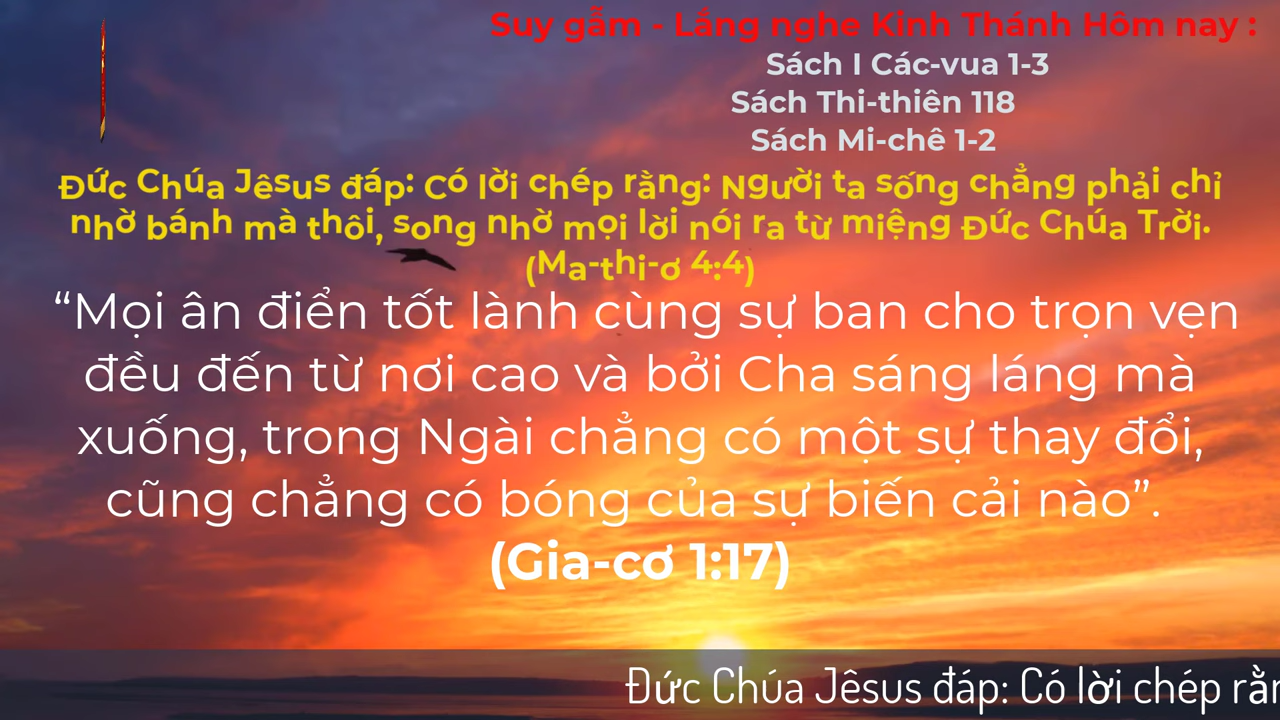 Suy gẫm - Lắng nghe Kinh Thánh Hôm nay :
Sách I Các-vua 1-3
Sách Thi-thiên 118
Sách Mi-chê 1-2
Đức Chúa Jêsus đáp: Có lời chép rằng: Người ta sống chẳng phải chỉ
nhờ bánh mà thôi, song nhờ mọi lời nói ra từ miệng Đức Chúa Trời.
(Ma-thi-ơ 4:4)
“Mọi ân điển tốt lành cùng sự ban cho trọn vẹn
đều đến từ nơi cao và bởi Cha sáng láng mà
xuống, trong Ngài chẳng có một sự thay đổi,
cũng chẳng có bóng của sự biến cải nào”.
(Gia-cơ 1:17)
Đức Chúa Jêsus đáp: Có lời chép